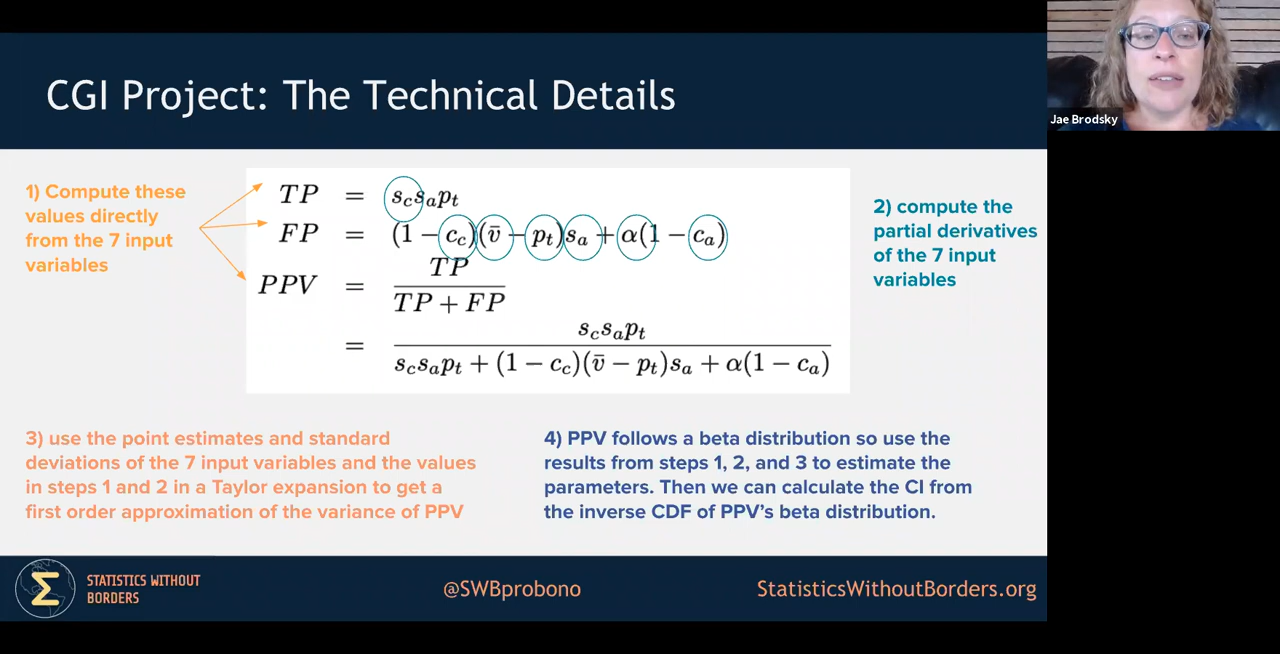 CGI Project: The Technical Details
Jae Brodsky
1) Compute these
values directly
from the 7 input
variables
TP = s_c s_a p_t
FP = (1 − c_c)(v̄ − p_t)s_a + α(1 − c_a)
PPV = TP / (TP + FP)
= s_c s_a p_t / (s_c s_a p_t + (1 − c_c)(v̄ − p_t)s_a + α(1 − c_a))
2) compute the
partial derivatives
of the 7 input
variables
3) use the point estimates and standard
deviations of the 7 input variables and the values
in steps 1 and 2 in a Taylor expansion to get a
first order approximation of the variance of PPV
4) PPV follows a beta distribution so use the
results from steps 1, 2, and 3 to estimate the
parameters. Then we can calculate the CI from
the inverse CDF of PPV's beta distribution.
Σ
STATISTICS WITHOUT
BORDERS
@SWBprobono
StatisticsWithoutBorders.org